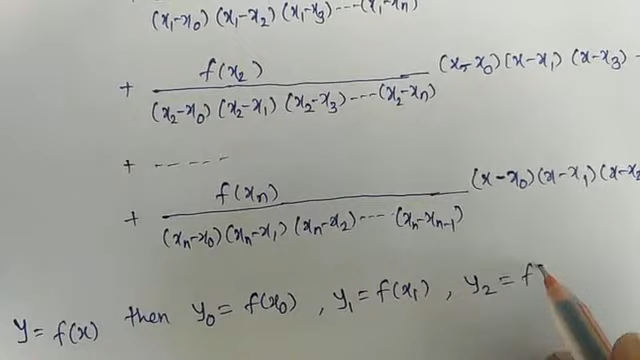 (x₁-x₀) (x₁-x₂) (x₁-x₃) ---- (x₁-xₙ)
+ f(x₂) (x-x₀) (x-x₁) (x-x₃) -
(x₂-x₀) (x₂-x₁) (x₂-x₃) ---- (x₂-xₙ)
+ -----
+ f(xₙ) (x-x₀) (x-x₁) (x-x₂
(xₙ-x₀) (xₙ-x₁) (xₙ-x₂) ---- (xₙ-xₙ₋₁)
y = f(x) then y₀ = f(x₀) , y₁ = f(x₁) , y₂ = f